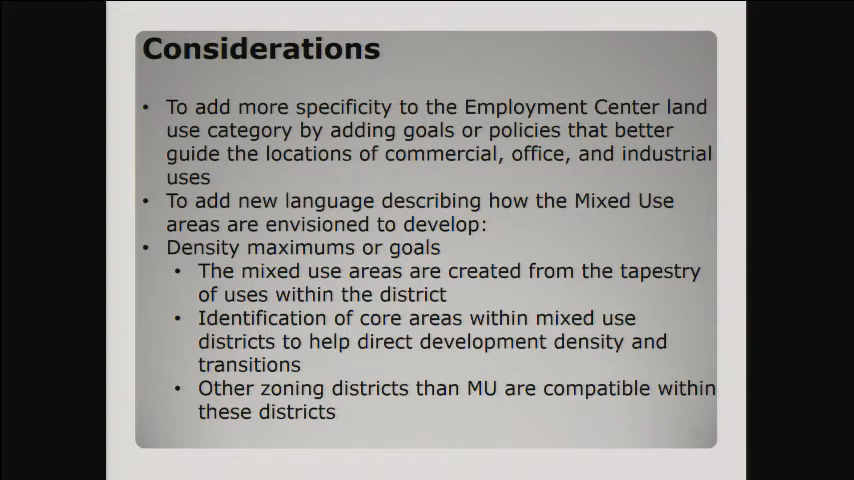 Considerations
• To add more specificity to the Employment Center land
use category by adding goals or policies that better
guide the locations of commercial, office, and industrial
uses
• To add new language describing how the Mixed Use
areas are envisioned to develop:
• Density maximums or goals
• The mixed use areas are created from the tapestry
of uses within the district
• Identification of core areas within mixed use
districts to help direct development density and
transitions
• Other zoning districts than MU are compatible within
these districts